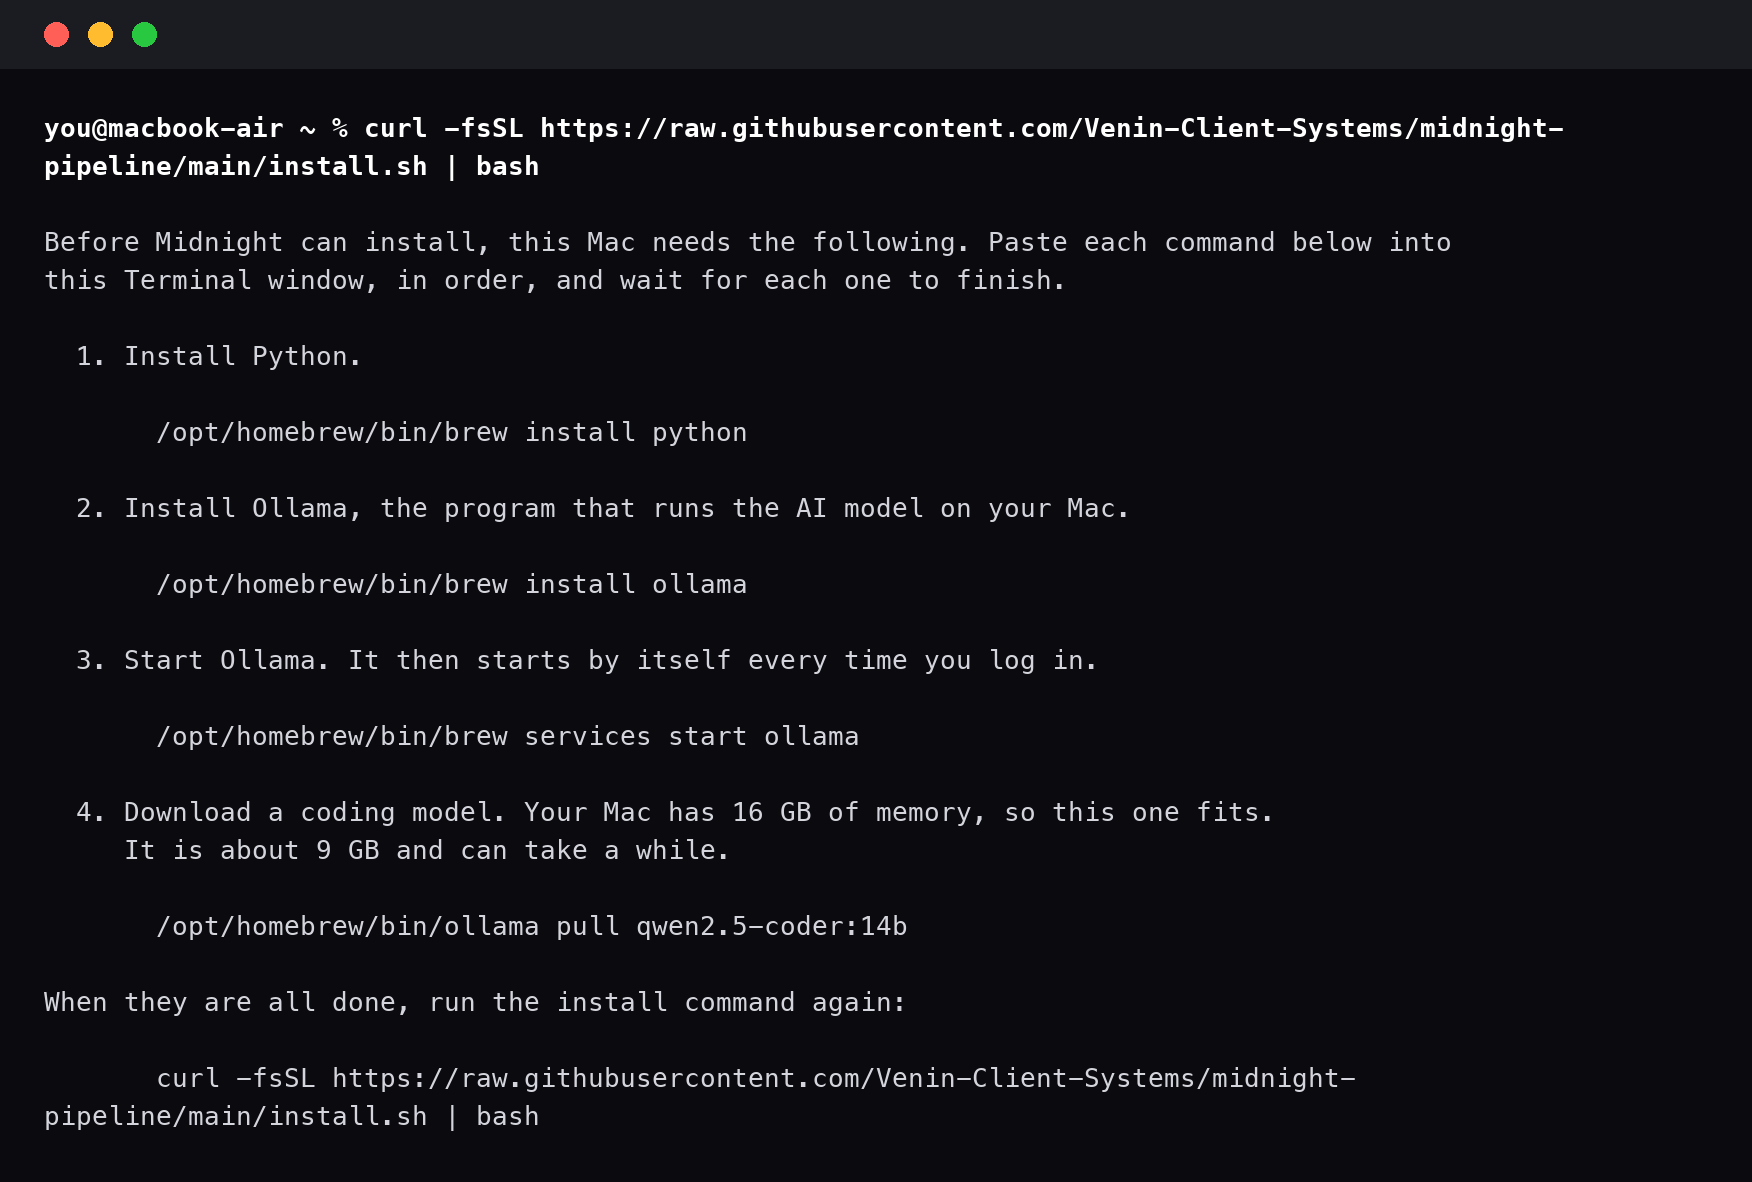 you@macbook-air ~ % curl -fsSL https://raw.githubusercontent.com/Venin-Client-Systems/midnight-
pipeline/main/install.sh | bash
Before Midnight can install, this Mac needs the following. Paste each command below into
this Terminal window, in order, and wait for each one to finish.
1. Install Python.
/opt/homebrew/bin/brew install python
2. Install Ollama, the program that runs the AI model on your Mac.
/opt/homebrew/bin/brew install ollama
3. Start Ollama. It then starts by itself every time you log in.
/opt/homebrew/bin/brew services start ollama
4. Download a coding model. Your Mac has 16 GB of memory, so this one fits.
It is about 9 GB and can take a while.
/opt/homebrew/bin/ollama pull qwen2.5-coder:14b
When they are all done, run the install command again:
curl -fsSL https://raw.githubusercontent.com/Venin-Client-Systems/midnight-
pipeline/main/install.sh | bash